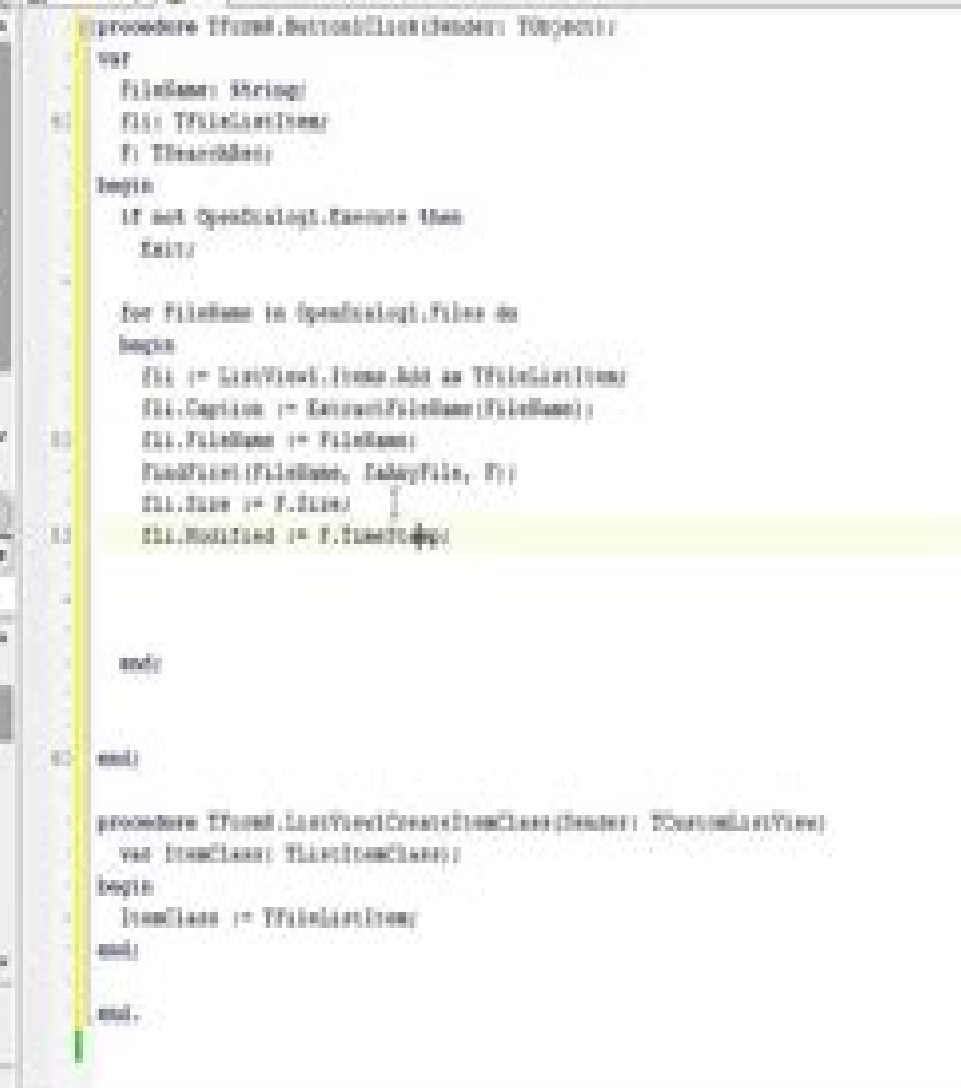 procedure TForm8.Button1Click(Sender: TObject);
var
fileName: String;
fli: TfileListItem;
f: TSearchRec;
begin
if not OpenDialog1.Execute then
Exit;
for FileName in OpenDialog1.Files do
begin
fli := ListView1.Items.Add as TfileListItem;
fli.Caption := ExtractFileName(FileName);
fli.FileName := FileName;
FindFirst(FileName, faAnyFile, F);
fli.Size := F.Size;
fli.Modified := F.TimeStamp;
end;
end;
procedure TForm8.ListView1CreateItemClass(Sender: TCustomListView;
var ItemClass: TListItemClass);
begin
ItemClass := TfileListItem;
end;
end.